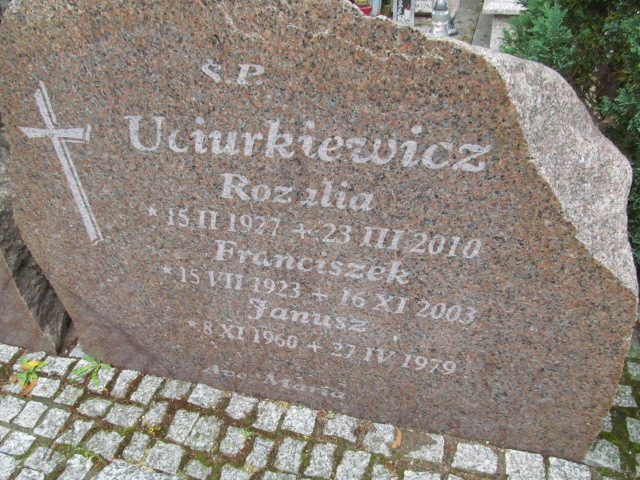 Ś.P.
Uciurkiewicz
Rozalia
* 15 II 1927 + 23 III 2010
Franciszek
* 15 VII 1923 + 16 XI 2003
Janusz
* 8 XI 1960 + 27 IV 1979
Ave Maria